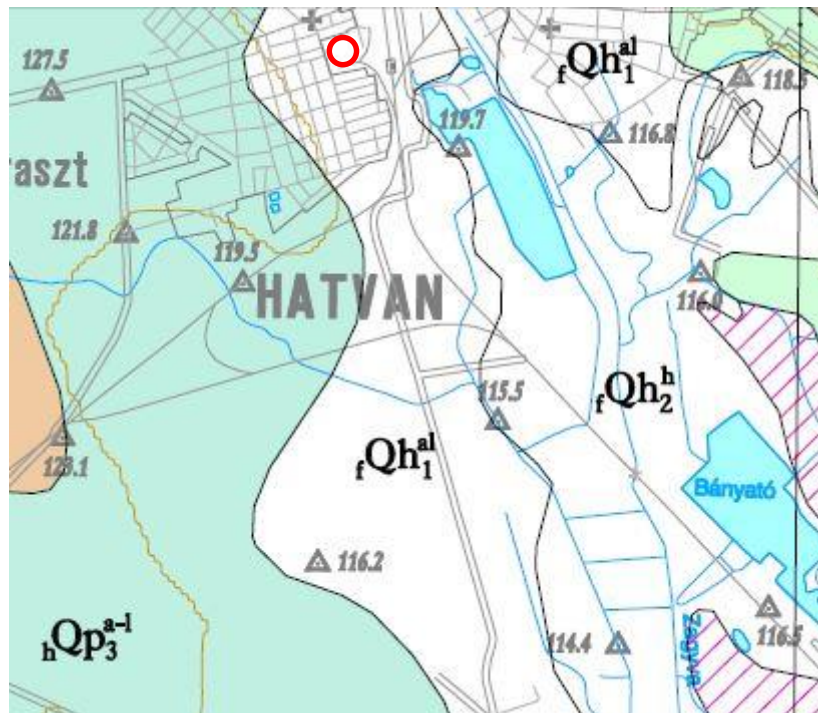 fQh₁ᵃˡ
127.5
118.5
119.7
116.8
raszt
121.8
119.5
HATVAN
116.0
fQh₂ʰ
115.5
123.1
fQh₁ᵃˡ
Bányató
116.2
hQp₃ᵃ⁻ˡ
114.4
Zagyva
116.5